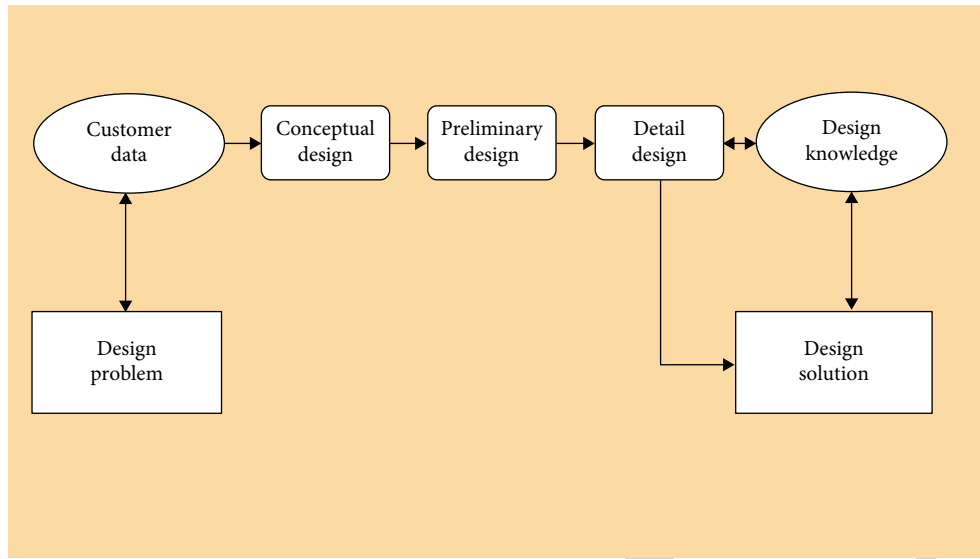 Customer
data
Conceptual
design
Preliminary
design
Detail
design
Design
knowledge
Design
problem
Design
solution